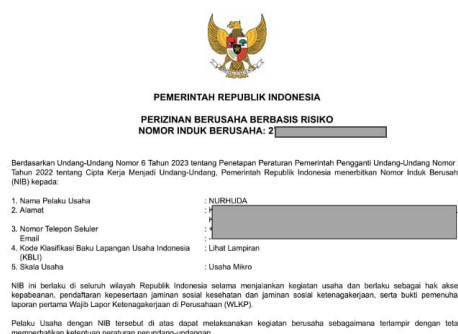 PEMERINTAH REPUBLIK INDONESIA
PERIZINAN BERUSAHA BERBASIS RISIKO
NOMOR INDUK BERUSAHA: 2
Berdasarkan Undang-Undang Nomor 6 Tahun 2023 tentang Penetapan Peraturan Pemerintah Pengganti Undang-Undang Nomor
Tahun 2022 tentang Cipta Kerja Menjadi Undang-Undang, Pemerintah Republik Indonesia menerbitkan Nomor Induk Berusah
(NIB) kepada:
1. Nama Pelaku Usaha : NURHUDA
2. Alamat :
3. Nomor Telepon Seluler :
Email :
4. Kode Klasifikasi Baku Lapangan Usaha Indonesia : Lihat Lampiran
(KBLI)
5. Skala Usaha : Usaha Mikro
NIB ini berlaku di seluruh wilayah Republik Indonesia selama menjalankan kegiatan usaha dan berlaku sebagai hak akse
kepabeanan, pendaftaran kepesertaan jaminan sosial kesehatan dan jaminan sosial ketenagakerjaan, serta bukti pemenuha
laporan pertama Wajib Lapor Ketenagakerjaan di Perusahaan (WLKP).
Pelaku Usaha dengan NIB tersebut di atas dapat melaksanakan kegiatan berusaha sebagaimana terlampir dengan teta
memperhatikan ketentuan peraturan perundang-undangan.